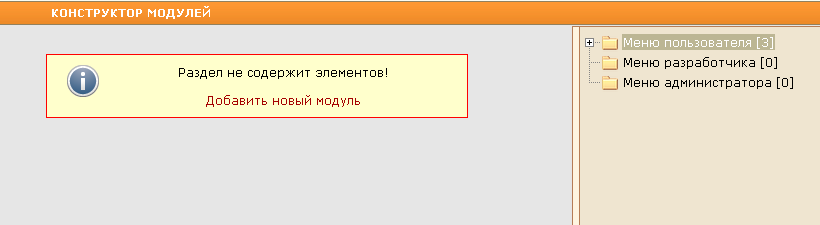 КОНСТРУКТОР МОДУЛЕЙ
Раздел не содержит элементов!
Добавить новый модуль
Меню пользователя [3]
Меню разработчика [0]
Меню администратора [0]